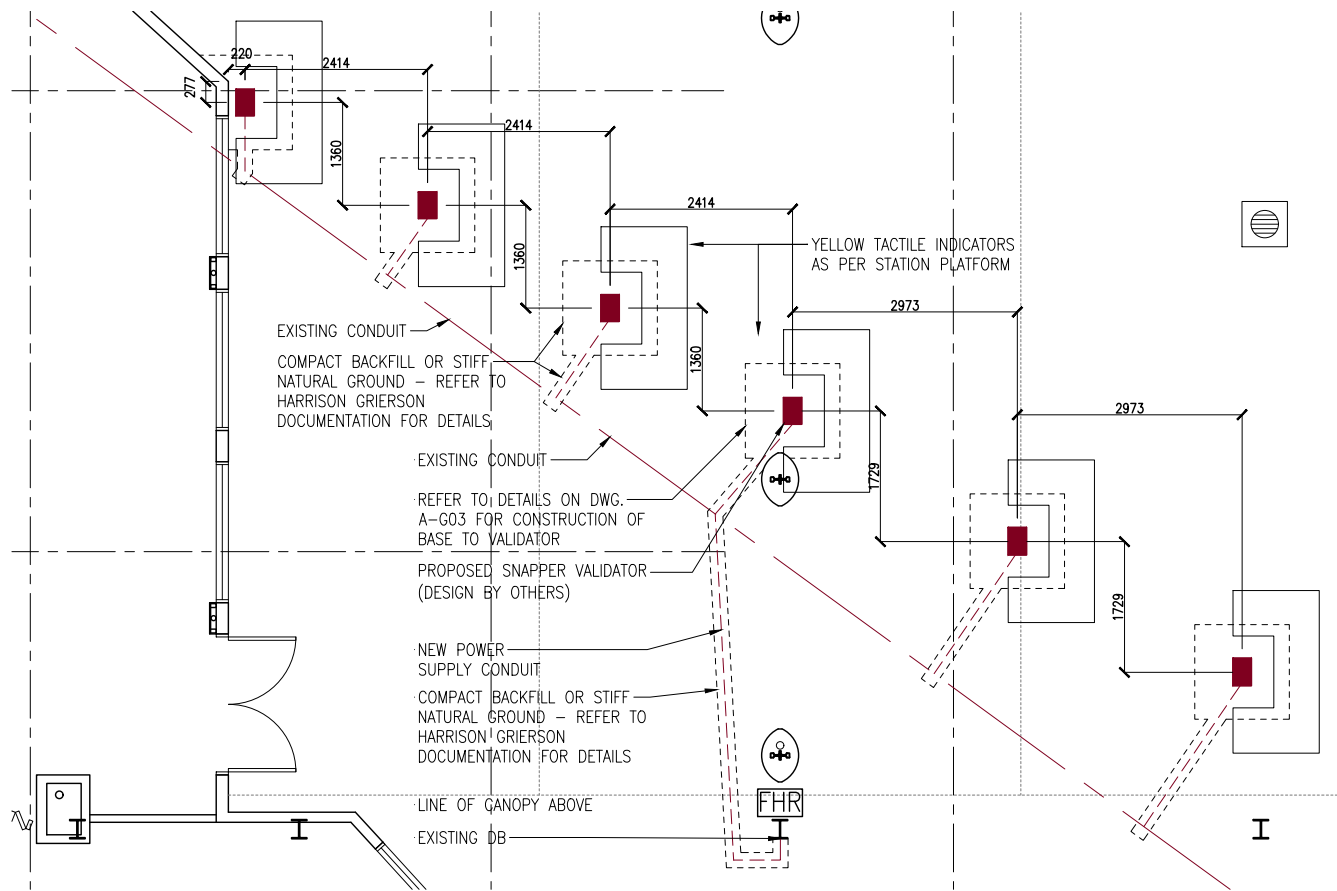 220
2414
277
2414
1360
2414
1360
YELLOW TACTILE INDICATORS
AS PER STATION PLATFORM
2973
EXISTING CONDUIT
1360
COMPACT BACKFILL OR STIFF
NATURAL GROUND – REFER TO
HARRISON GRIERSON
DOCUMENTATION FOR DETAILS
2973
EXISTING CONDUIT
1729
REFER TO DETAILS ON DWG.
A–G03 FOR CONSTRUCTION OF
BASE TO VALIDATOR
PROPOSED SNAPPER VALIDATOR
(DESIGN BY OTHERS)
1729
NEW POWER
SUPPLY CONDUIT
COMPACT BACKFILL OR STIFF
NATURAL GROUND – REFER TO
HARRISON GRIERSON
DOCUMENTATION FOR DETAILS
LINE OF CANOPY ABOVE
FHR
EXISTING DB